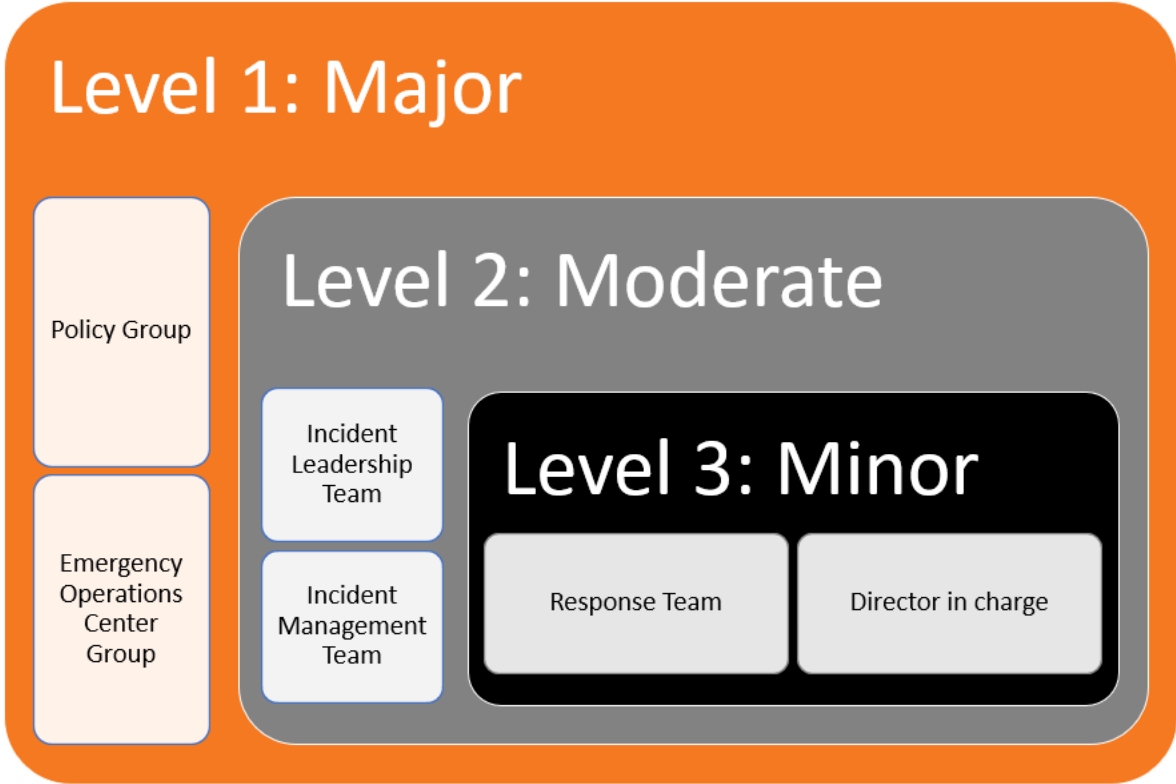 Level 1: Major
Policy Group
Emergency
Operations
Center
Group
Level 2: Moderate
Incident
Leadership
Team
Incident
Management
Team
Level 3: Minor
Response Team
Director in charge